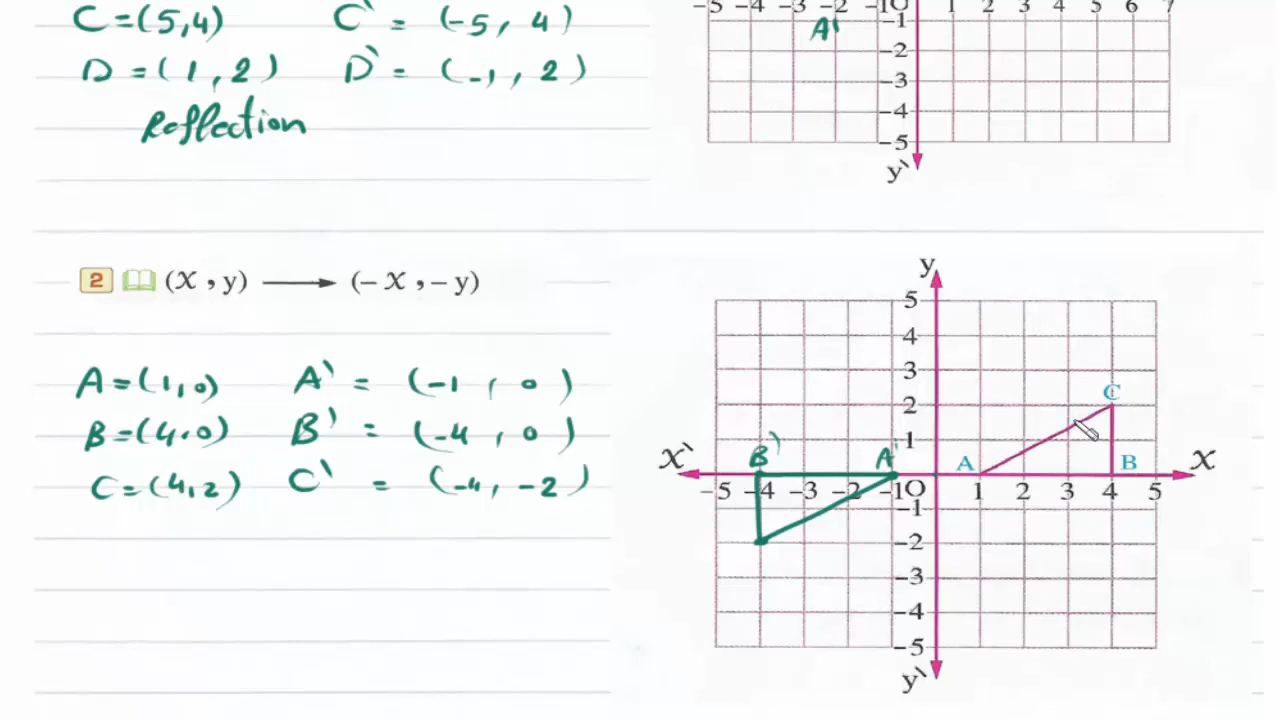 C=(5,4) C` = (-5, 4)
D=(1,2) D` = (-1, 2)
Reflection
-5 -4 -3 -2 -1 O 1 2 3 4 5 6 7
A`
-1
-2
-3
-4
-5
y`
2 (x, y) ⟶ (-x, -y)
A=(1,0) A` = (-1, 0)
B=(4,0) B` = (-4, 0)
C=(4,2) C` = (-4, -2)
y
5
4
3
2
1
C
B` A` A B
x` x
-5 -4 -3 -2 -1 O 1 2 3 4 5
-1
-2
-3
-4
-5
y`